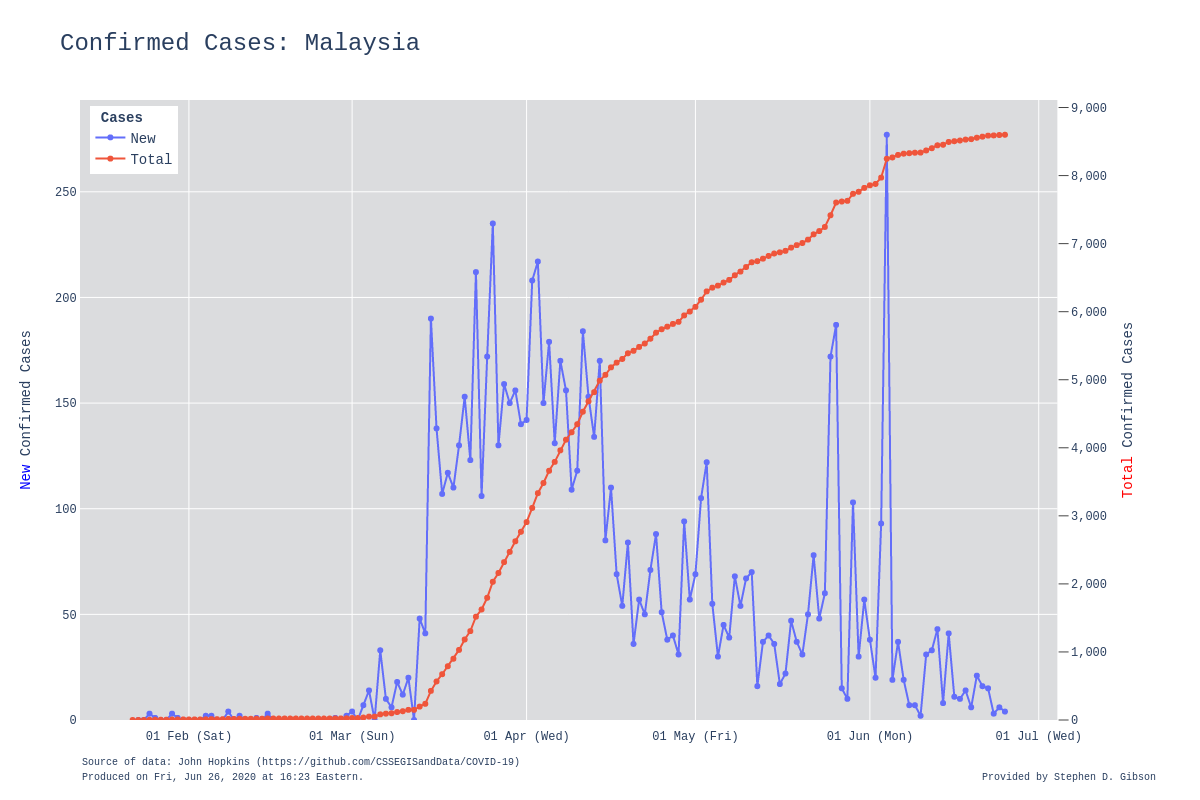 Confirmed Cases: Malaysia
Cases
New
Total
250
200
150
100
50
0
9,000
8,000
7,000
6,000
5,000
4,000
3,000
2,000
1,000
0
New Confirmed Cases
Total Confirmed Cases
01 Feb (Sat)
01 Mar (Sun)
01 Apr (Wed)
01 May (Fri)
01 Jun (Mon)
01 Jul (Wed)
Source of data: John Hopkins (https://github.com/CSSEGISandData/COVID-19)
Produced on Fri, Jun 26, 2020 at 16:23 Eastern.
Provided by Stephen D. Gibson